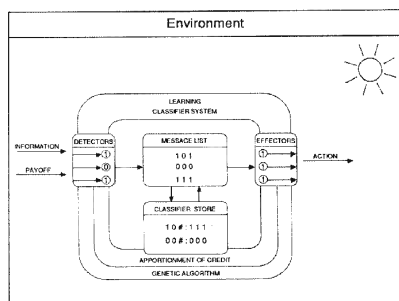 Environment
LEARNING
CLASSIFIER SYSTEM
INFORMATION
PAYOFF
DETECTORS
1
0
1
MESSAGE LIST
101
000
111
EFFECTORS
1
1
1
ACTION
CLASSIFIER STORE
10#:111
00#:000
APPORTIONMENT OF CREDIT
GENETIC ALGORITHM